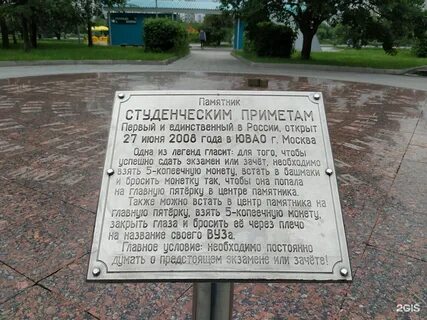 Памятник
СТУДЕНЧЕСКИМ ПРИМЕТАМ
Первый и единственный в России, открыт
27 июня 2008 года в ЮВАО г. Москва
Одна из легенд гласит: для того, чтобы
успешно сдать экзамен или зачёт, необходимо
взять 5-копеечную монету, встать в башмаки
и бросить монетку так, чтобы она попала
на главную пятёрку в центре памятника.
Также можно встать в центр памятника на
главную пятёрку, взять 5-копеечную монету,
закрыть глаза и бросить её через плечо
на название своего ВУЗа.
Главное условие: необходимо постоянно
думать о предстоящем экзамене или зачёте!
2GIS